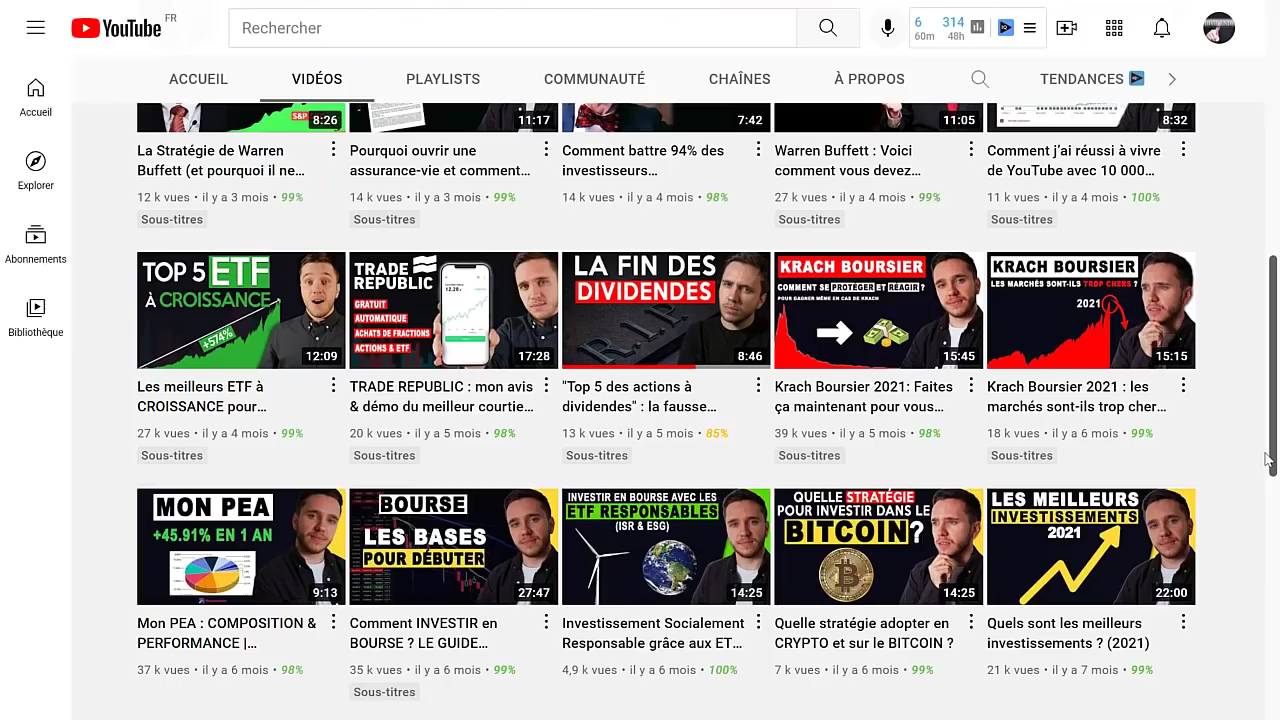 YouTube FR
Rechercher
6 314
60m 48h
ACCUEIL VIDÉOS PLAYLISTS COMMUNAUTÉ CHAÎNES À PROPOS TENDANCES
Accueil
Explorer
Abonnements
Bibliothèque
S&P
8:26
11:17
7:42
11:05
8:32
La Stratégie de Warren
Buffett (et pourquoi il ne…
12 k vues • il y a 3 mois • 99%
Sous-titres
Pourquoi ouvrir une
assurance-vie et comment…
14 k vues • il y a 3 mois • 99%
Sous-titres
Comment battre 94% des
investisseurs…
14 k vues • il y a 4 mois • 98%
Warren Buffett : Voici
comment vous devez…
27 k vues • il y a 4 mois • 99%
Sous-titres
Comment j’ai réussi à vivre
de YouTube avec 10 000…
11 k vues • il y a 4 mois • 100%
Sous-titres
TOP 5 ETF
À CROISSANCE
+574%
12:09
Les meilleurs ETF à
CROISSANCE pour…
27 k vues • il y a 4 mois • 99%
Sous-titres
TRADE
REPUBLIC
GRATUIT
AUTOMATIQUE
ACHATS DE FRACTIONS
ACTIONS & ETF
17:28
TRADE REPUBLIC : mon avis
& démo du meilleur courtie…
20 k vues • il y a 5 mois • 98%
Sous-titres
LA FIN DES
DIVIDENDES
RIP
8:46
"Top 5 des actions à
dividendes" : la fausse…
13 k vues • il y a 5 mois • 85%
Sous-titres
KRACH BOURSIER
COMMENT SE PROTÉGER ET RÉAGIR ?
POUR GAGNER MÊME EN CAS DE KRACH
15:45
Krach Boursier 2021: Faites
ça maintenant pour vous…
39 k vues • il y a 5 mois • 98%
Sous-titres
KRACH BOURSIER
LES MARCHÉS SONT-ILS TROP CHERS ?
2021
15:15
Krach Boursier 2021 : les
marchés sont-ils trop cher…
18 k vues • il y a 6 mois • 99%
Sous-titres
MON PEA
+45.91% EN 1 AN
9:13
Mon PEA : COMPOSITION &
PERFORMANCE |…
37 k vues • il y a 6 mois • 98%
BOURSE
LES BASES
POUR DÉBUTER
27:47
Comment INVESTIR en
BOURSE ? LE GUIDE…
35 k vues • il y a 6 mois • 99%
Sous-titres
INVESTIR EN BOURSE AVEC LES
ETF RESPONSABLES
(ISR & ESG)
14:25
Investissement Socialement
Responsable grâce aux ET…
4,9 k vues • il y a 6 mois • 100%
QUELLE STRATÉGIE
POUR INVESTIR DANS LE
BITCOIN?
14:25
Quelle stratégie adopter en
CRYPTO et sur le BITCOIN ?
7 k vues • il y a 6 mois • 99%
LES MEILLEURS
INVESTISSEMENTS
2021
22:00
Quels sont les meilleurs
investissements ? (2021)
21 k vues • il y a 7 mois • 99%